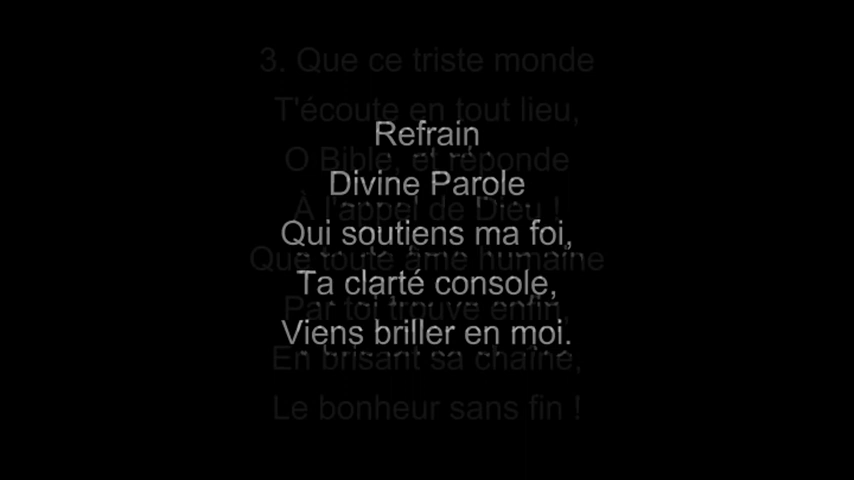 3. Que ce triste monde
T'écoute en tout lieu,
Refrain
O Bible, et réponde
Divine Parole
À l'appel de Dieu !
Qui soutiens ma foi,
Que toute âme humaine
Ta clarté console,
Par toi trouve enfin,
Viens briller en moi.
En brisant sa chaîne,
Le bonheur sans fin !